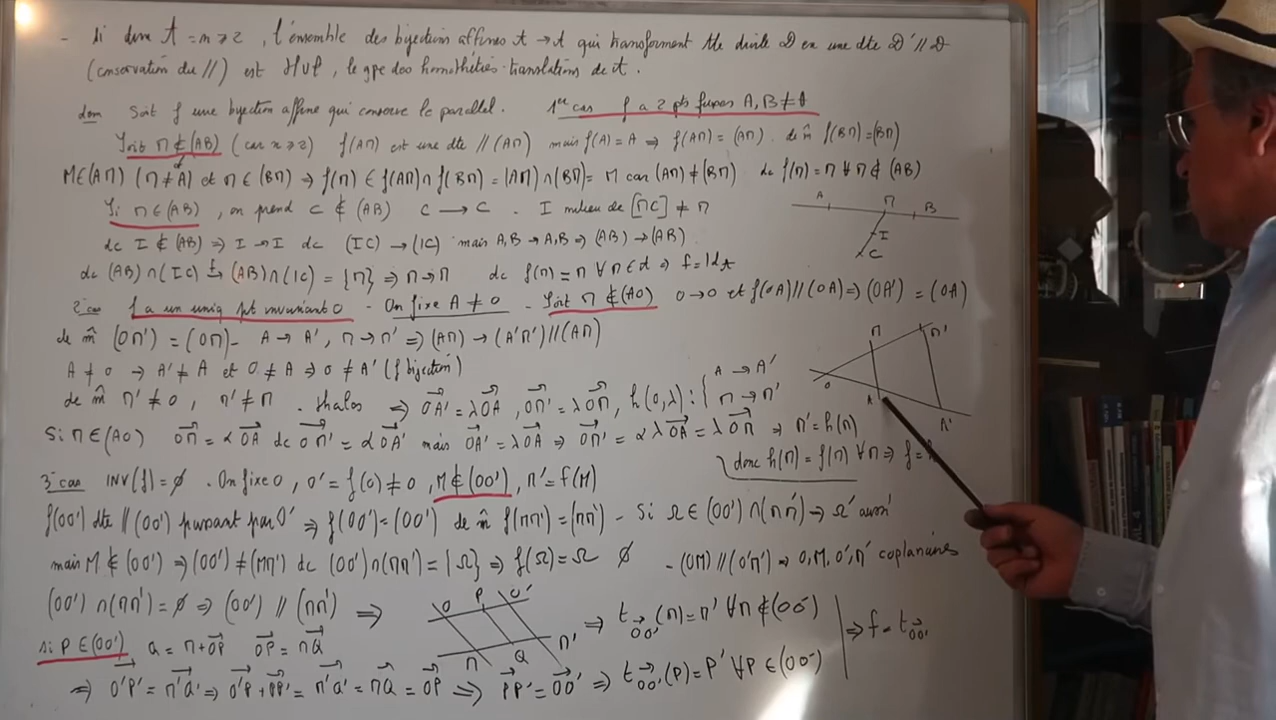 - Si dim A = n ≥ 2, l'ensemble des bijections affines A → A qui transforment tte droite D en une dte D' // D
(conservation du //) est HUP, le gpe des homothéties-translations de A.
dem Soit f une bijection affine qui conserve le parallel. 1er cas f a 2 pts fixes A, B ≠ A
Soit M ∉ (AB) (car n ≥ 2) f(AM) est une dte // (AM) mais f(A) = A ⇒ f(AM) = (AM). de m̂ f(BM) = (BM)
M ∈ (AM) (M ≠ A) et M ∈ (BM) ⇒ f(M) ∈ f(AM) ∩ f(BM) = (AM) ∩ (BM) = M car (AM) ≠ (BM) dc f(M) = M ∀ M ∉ (AB)
Si M ∈ (AB), on prend C ∉ (AB) C → C. I milieu de [MC] ≠ M
dc I ∉ (AB) ⇒ I → I dc (IC) → (IC) mais A, B → A, B ⇒ (AB) → (AB)
dc (AB) ∩ (IC) →f (AB) ∩ (IC) = {M} ⇒ M → M dc f(M) = M ∀ M ∈ A ⇒ f = Id A
A M B
I
C
2e cas f a un uniq pt invariant O - On fixe A ≠ O - Soit M ∉ (AO) O → O et f(OA) // (OA) ⇒ (OA') = (OA)
de m̂ (OM') = (OM) - A → A', M → M' ⇒ (AM) → (A'M') // (AM)
A ≠ O → A' ≠ A et O ≠ A ⇒ O ≠ A' (f bijection)
de m̂ M' ≠ O, M' ≠ M. Thalès ⇒ OA'→ = λ OA→, OM'→ = λ OM→, h(O,λ) : { A → A' M → M'
O A M M' A'
Si M ∈ (AO) OM→ = α OA→ dc OM'→ = α OA'→ mais OA'→ = λ OA→ ⇒ OM'→ = α λ OA→ = λ OM→ ⇒ M' = h(M)
donc h(M) = f(M) ∀ M ⇒ f =
3e cas INV(f) = ∅. On fixe O, O' = f(O) ≠ O, M ∉ (OO'), M' = f(M)
f(OO') dte // (OO') passant par O' ⇒ f(OO') = (OO') de m̂ f(MM') = (MM') - Si Ω ∈ (OO') ∩ (MM') ⇒ Ω' aussi
mais M ∉ (OO') ⇒ (OO') ≠ (MM') dc (OO') ∩ (MM') = {Ω} ⇒ f(Ω) = Ω ∅ - (OM) // (O'M') ⇒ O, M, O', M' coplanaires
(OO') ∩ (MM') = ∅ ⇒ (OO') // (MM') ⇒
O P O'
M Q M'
⇒ t OO'→ (M) = M' ∀ M ∉ (OO')
⇒ f = t OO'→
si P ∈ (OO') Q = M + OP→ OP→ = MQ→
⇒ O'P'→ = M'Q'→ ⇒ O'P→ + PP'→ = M'Q'→ = MQ→ = OP→ ⇒ PP'→ = OO'→ ⇒ t OO'→ (P) = P' ∀ P ∈ (OO')